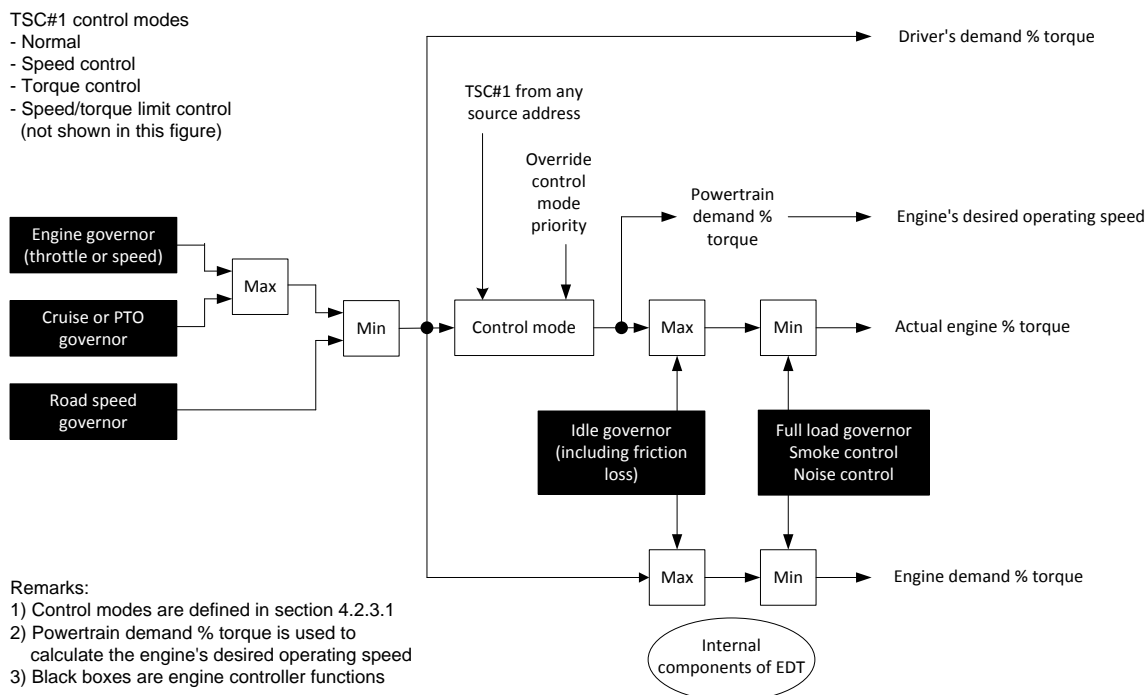 TSC#1 control modes
- Normal
- Speed control
- Torque control
- Speed/torque limit control
(not shown in this figure)
Driver's demand % torque
TSC#1 from any
source address
Override
control
mode
priority
Powertrain
demand %
torque
Engine's desired operating speed
Engine governor
(throttle or speed)
Max
Cruise or PTO
governor
Min
Control mode
Max
Min
Actual engine % torque
Road speed
governor
Idle governor
(including friction
loss)
Full load governor
Smoke control
Noise control
Max
Min
Engine demand % torque
Remarks:
1) Control modes are defined in section 4.2.3.1
2) Powertrain demand % torque is used to
calculate the engine's desired operating speed
3) Black boxes are engine controller functions
Internal
components of EDT